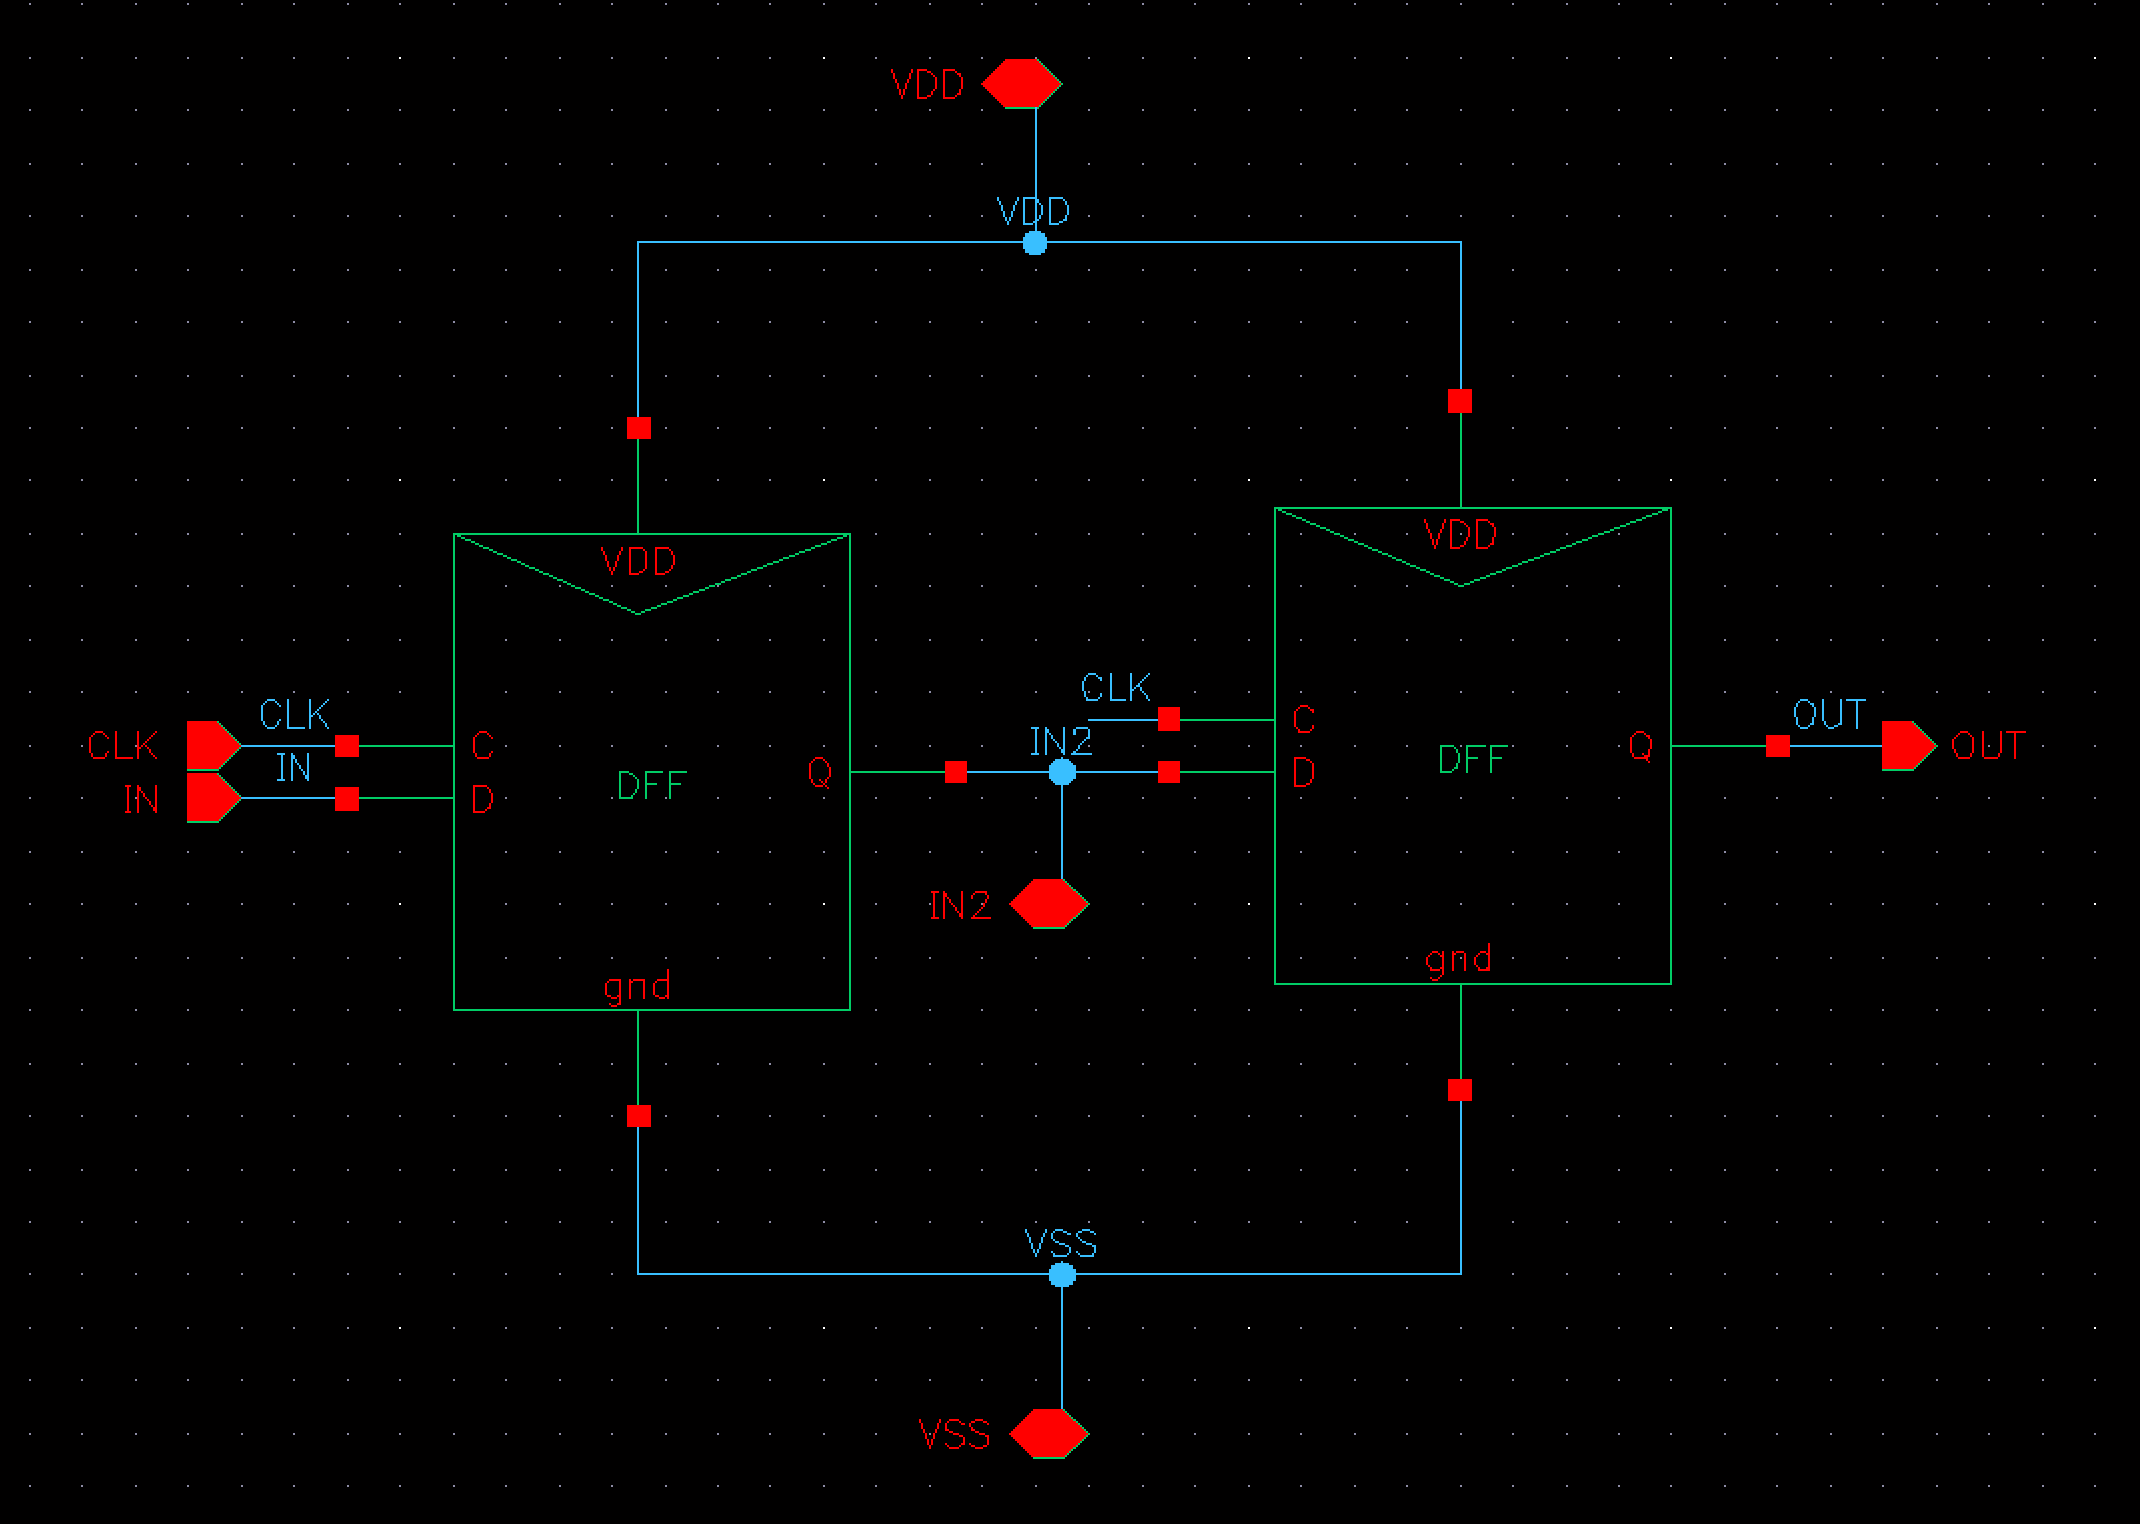 VDD
VDD
VDD
VDD
CLK
CLK
C
IN
IN
D
DFF
Q
gnd
CLK
IN2
C
D
IN2
DFF
Q
OUT
OUT
gnd
VSS
VSS